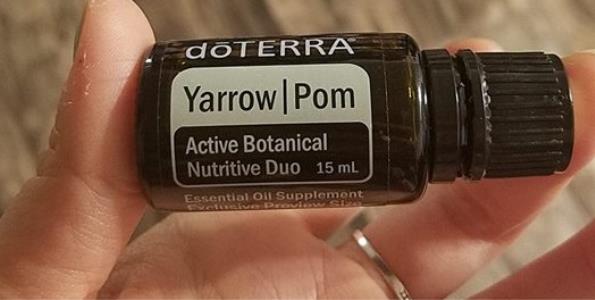 dōTERRA
Yarrow|Pom
Active Botanical
Nutritive Duo 15 mL
Essential Oil Supplement
Exclusive Preview Size